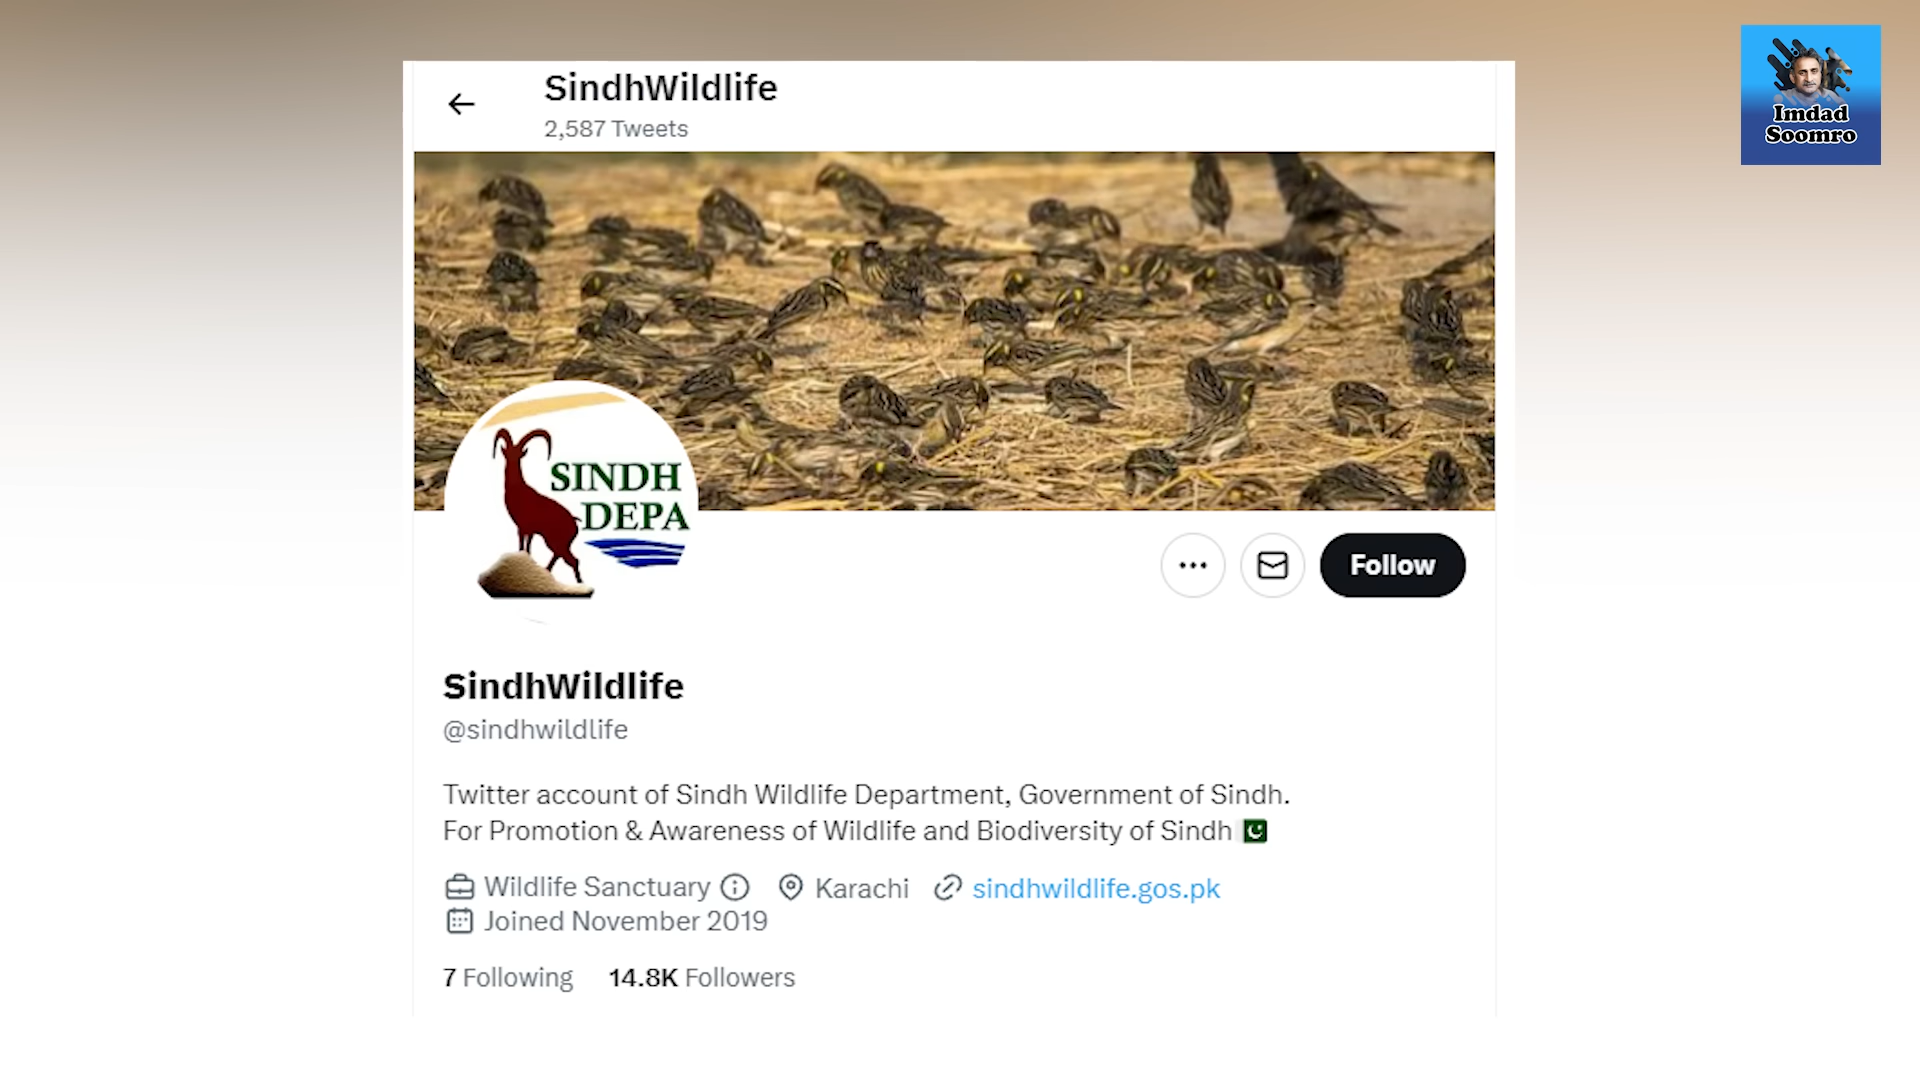 SindhWildlife
2,587 Tweets
Imdad
Soomro
SINDH
DEPA
Follow
SindhWildlife
@sindhwildlife
Twitter account of Sindh Wildlife Department, Government of Sindh.
For Promotion & Awareness of Wildlife and Biodiversity of Sindh 🇵🇰
Wildlife Sanctuary Karachi sindhwildlife.gos.pk
Joined November 2019
7 Following 14.8K Followers